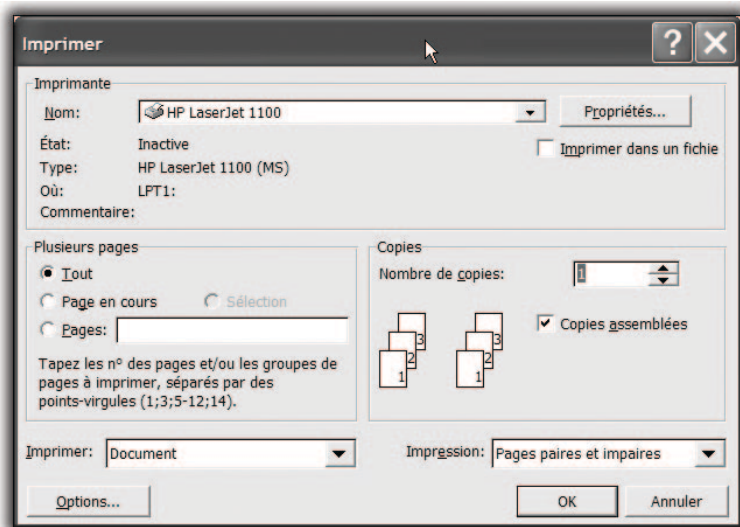 Imprimer
Imprimante
Nom: HP LaserJet 1100 Propriétés...
État: Inactive Imprimer dans un fichie
Type: HP LaserJet 1100 (MS)
Où: LPT1:
Commentaire:
Plusieurs pages Copies
Tout Nombre de copies: 1
Page en cours Sélection
Pages: Copies assemblées
1 2 3 1 2 3
Tapez les n° des pages et/ou les groupes de
pages à imprimer, séparés par des
points-virgules (1;3;5-12;14).
Imprimer: Document Impression: Pages paires et impaires
Options... OK Annuler